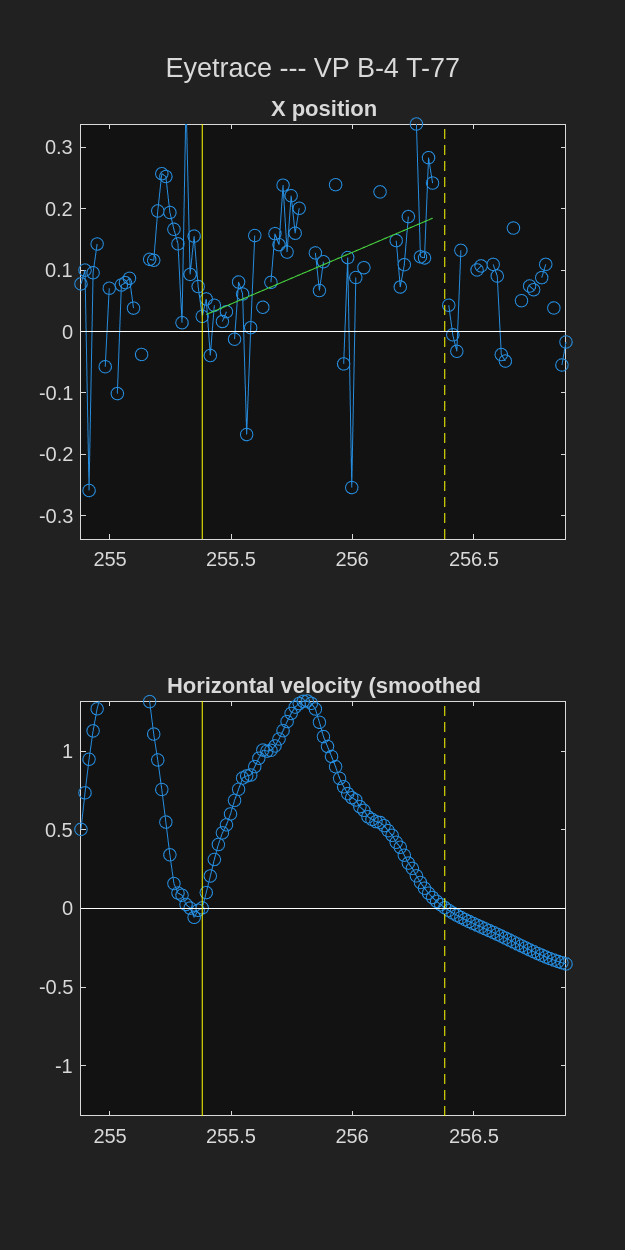 Eyetrace --- VP B-4 T-77
X position
0.3
0.2
0.1
0
-0.1
-0.2
-0.3
255 255.5 256 256.5
Horizontal velocity (smoothed
1
0.5
0
-0.5
-1
255 255.5 256 256.5